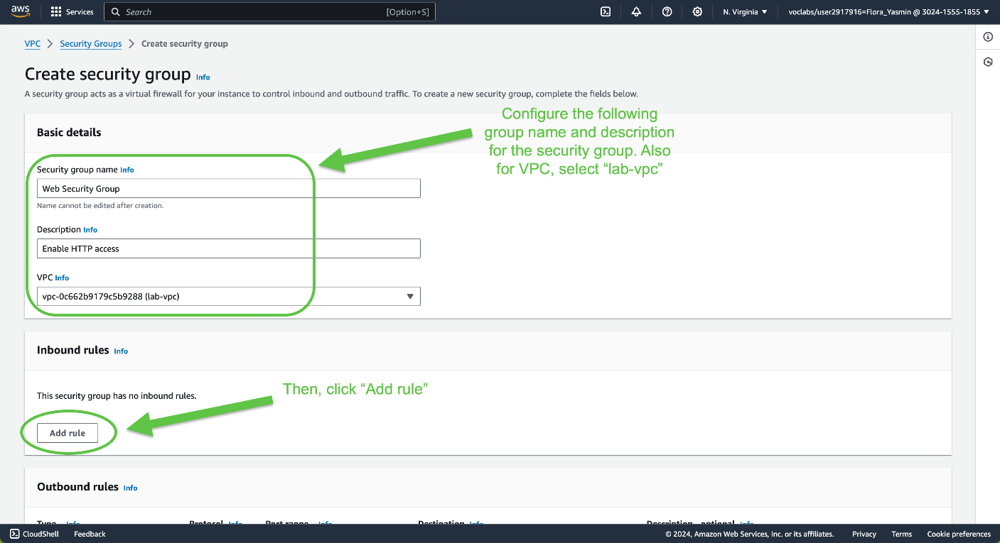 aws
Services
Search
[Option+S]
N. Virginia
voclabs/user2917916=Flora_Yasmin @ 3024-1555-1855
VPC
Security Groups
Create security group
Create security group Info
A security group acts as a virtual firewall for your instance to control inbound and outbound traffic. To create a new security group, complete the fields below.
Configure the following
group name and description
for the security group. Also
for VPC, select “lab-vpc”
Basic details
Security group name Info
Web Security Group
Name cannot be edited after creation.
Description Info
Enable HTTP access
VPC Info
vpc-0c662b9179c5b9288 (lab-vpc)
Inbound rules Info
This security group has no inbound rules.
Then, click “Add rule”
Add rule
Outbound rules Info
Type Info
Protocol Info
Port range Info
Destination Info
Description - optional Info
CloudShell
Feedback
© 2024, Amazon Web Services, Inc. or its affiliates.
Privacy
Terms
Cookie preferences